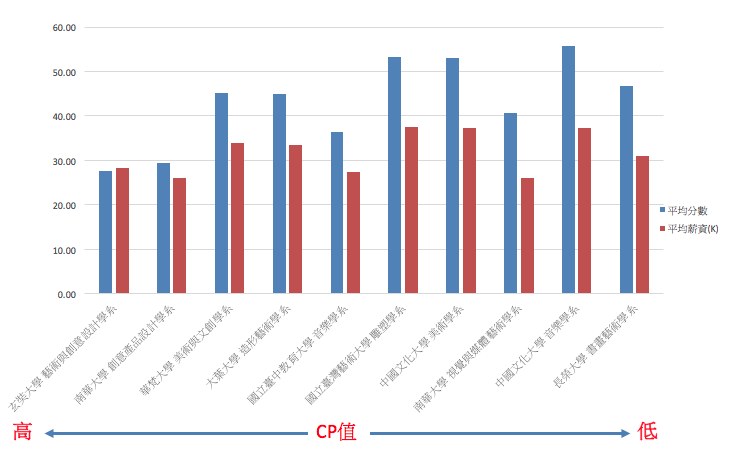 60.00
50.00
40.00
30.00
20.00
10.00
0.00
平均分數
平均薪資(K)
玄奘大學 藝術與創意設計學系
南華大學 創意產品設計學系
華梵大學 美術與文創學系
大葉大學 造形藝術學系
國立臺中教育大學 音樂學系
國立臺灣藝術大學 雕塑學系
中國文化大學 美術學系
南華大學 視覺與媒體藝術學系
中國文化大學 音樂學系
長榮大學 書畫藝術學系
高 CP值 低